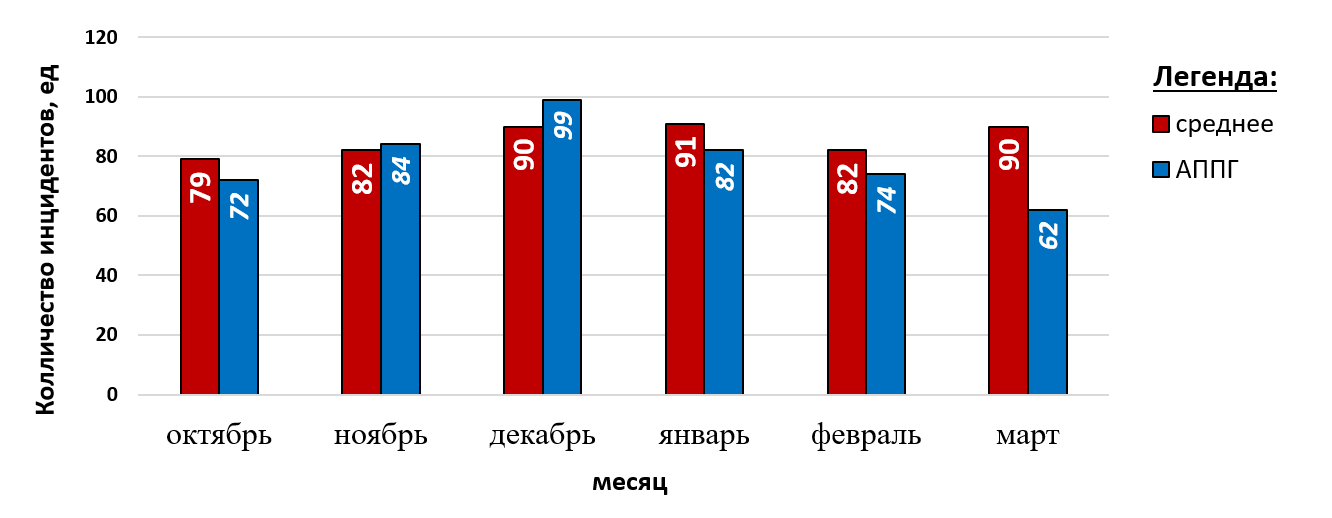 Колличество инцидентов, ед
120
100
80
60
40
20
0
79
72
82
84
90
99
91
82
82
74
90
62
октябрь
ноябрь
декабрь
январь
февраль
март
месяц
Легенда:
среднее
АППГ